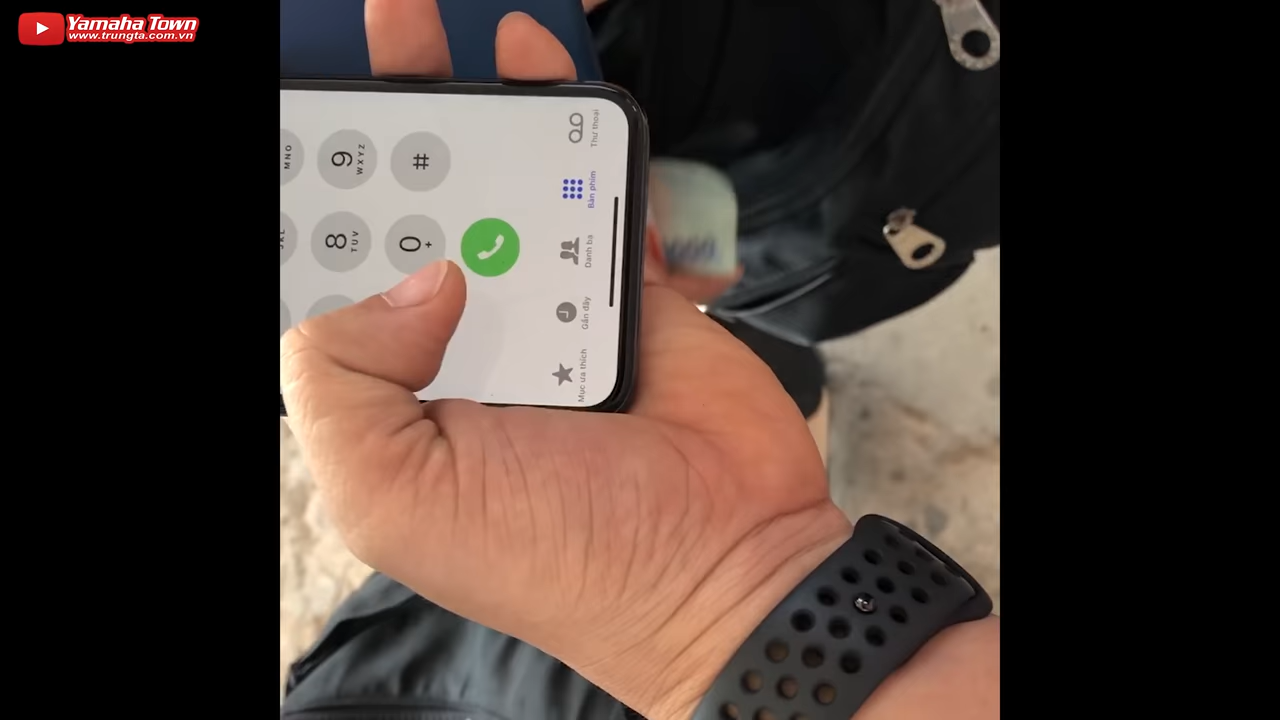 Yamaha Town
www.trungta.com.vn
MNO
9
WXYZ
#
JKL
8
TUV
0
+
Thư thoại
Bàn phím
Danh bạ
Gần đây
Mục ưa thích